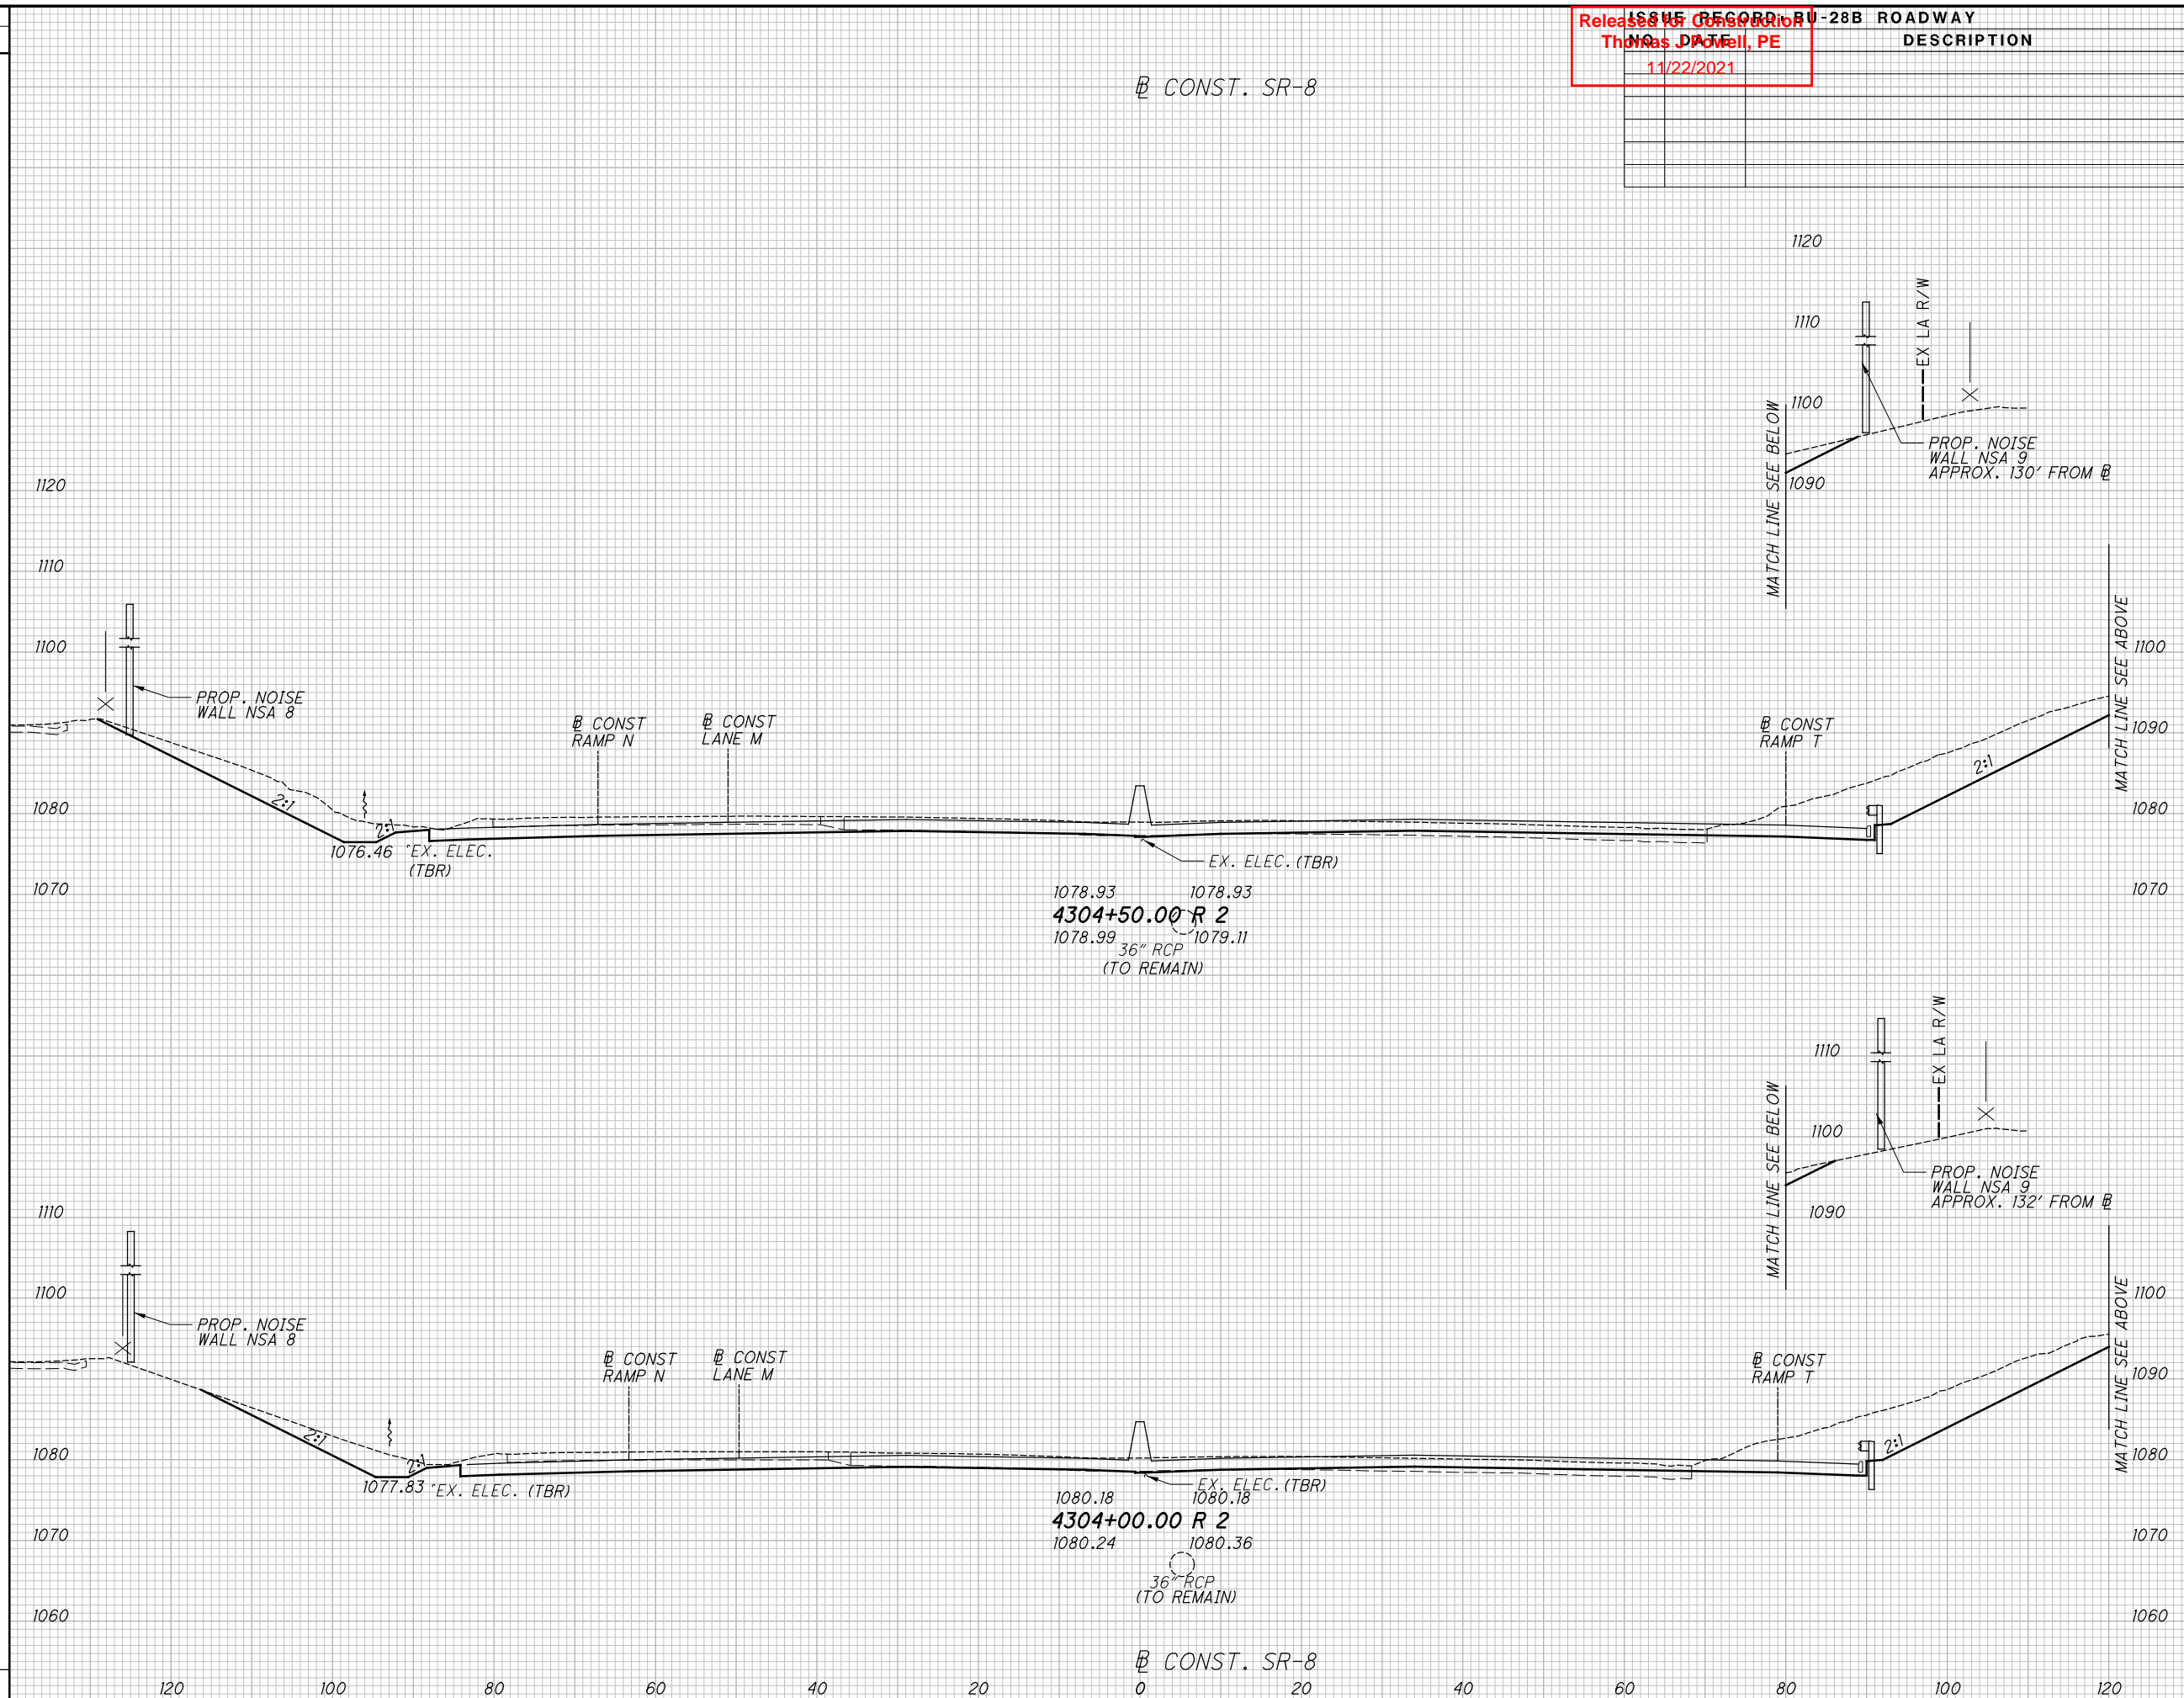 ISSUE RECORD: BU-28B ROADWAY
NO. DATE DESCRIPTION
Released for Construction
Thomas J Powell, PE
11/22/2021
℄ CONST. SR-8
1120
1110
1100
1090
EX LA R/W
MATCH LINE SEE BELOW
PROP. NOISE
WALL NSA 9
APPROX. 130' FROM ℄
1120
1110
1100
1090
1080
1070
PROP. NOISE
WALL NSA 8
℄ CONST
RAMP N
℄ CONST
LANE M
℄ CONST
RAMP T
2:1
2:1
2:1
1076.46
EX. ELEC.
(TBR)
EX. ELEC. (TBR)
MATCH LINE SEE ABOVE
1100
1090
1080
1070
1078.93 1078.93
4304+50.00 R 2
1078.99 1079.11
36" RCP
(TO REMAIN)
1110
1100
1090
EX LA R/W
MATCH LINE SEE BELOW
PROP. NOISE
WALL NSA 9
APPROX. 132' FROM ℄
1110
1100
1080
1070
1060
PROP. NOISE
WALL NSA 8
℄ CONST
RAMP N
℄ CONST
LANE M
℄ CONST
RAMP T
2:1
2:1
2:1
1077.83
EX. ELEC. (TBR)
EX. ELEC. (TBR)
MATCH LINE SEE ABOVE
1100
1090
1080
1070
1060
1080.18 1080.18
4304+00.00 R 2
1080.24 1080.36
36" RCP
(TO REMAIN)
℄ CONST. SR-8
120 100 80 60 40 20 0 20 40 60 80 100 120